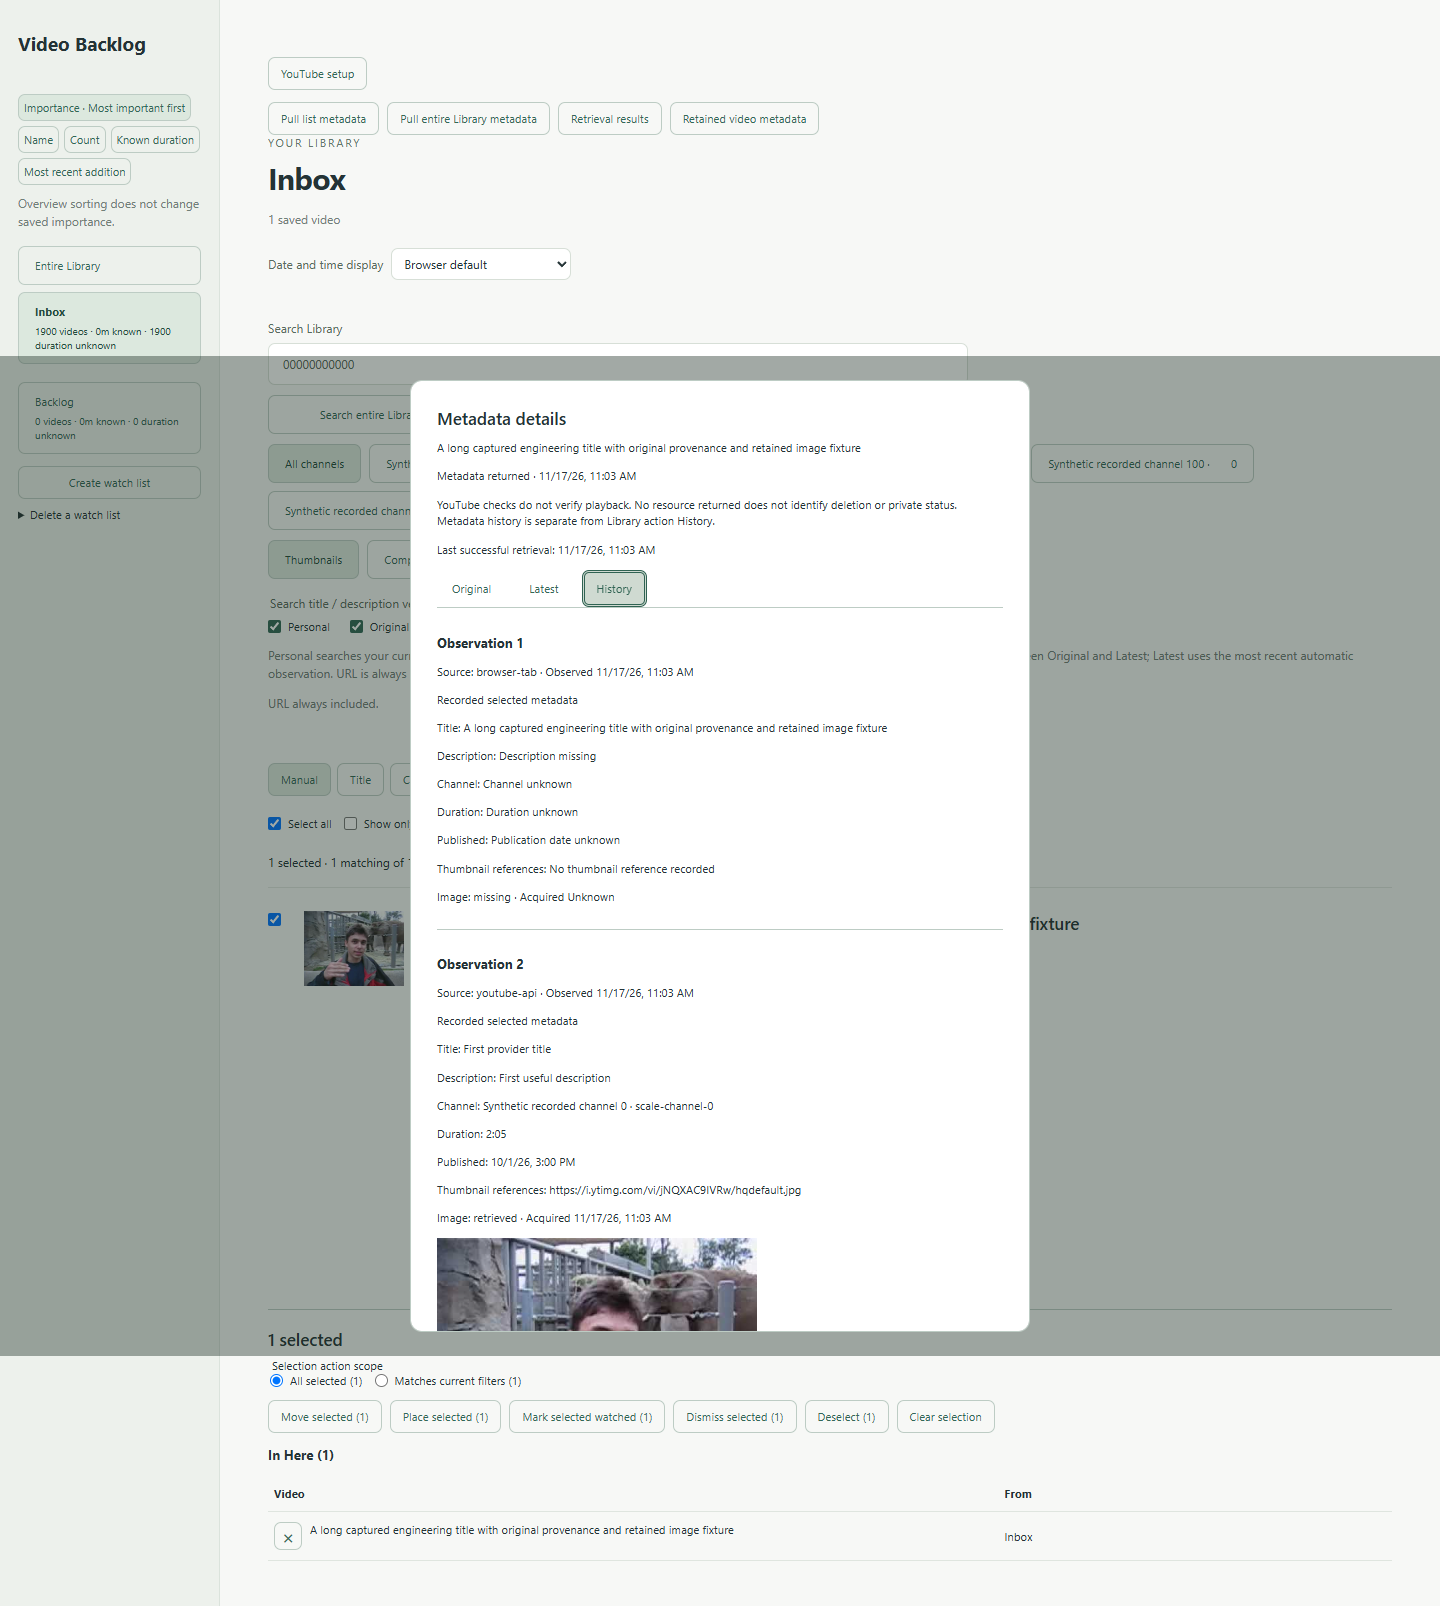 Video Backlog
Importance · Most important first
Name
Count
Known duration
Most recent addition
Overview sorting does not change
saved importance.
Entire Library
Inbox
1900 videos · 0m known · 1900
duration unknown
Backlog
0 videos · 0m known · 0 duration
unknown
Create watch list
Delete a watch list
YouTube setup
Pull list metadata
Pull entire Library metadata
Retrieval results
Retained video metadata
YOUR LIBRARY
Inbox
1 saved video
Date and time display
Browser default
Search Library
00000000000
Search entire Libra
All channels
Synt
Synthetic recorded channel 100 · 0
Synthetic recorded chann
Thumbnails
Comp
Search title / description ve
Personal
Original
Personal searches your curr
en Original and Latest; Latest uses the most recent automatic
observation. URL is always
URL always included.
Manual
Title
C
Select all
Show onl
1 selected · 1 matching of 1
fixture
Metadata details
A long captured engineering title with original provenance and retained image fixture
Metadata returned · 11/17/26, 11:03 AM
YouTube checks do not verify playback. No resource returned does not identify deletion or private status.
Metadata history is separate from Library action History.
Last successful retrieval: 11/17/26, 11:03 AM
Original
Latest
History
Observation 1
Source: browser-tab · Observed 11/17/26, 11:03 AM
Recorded selected metadata
Title: A long captured engineering title with original provenance and retained image fixture
Description: Description missing
Channel: Channel unknown
Duration: Duration unknown
Published: Publication date unknown
Thumbnail references: No thumbnail reference recorded
Image: missing · Acquired Unknown
Observation 2
Source: youtube-api · Observed 11/17/26, 11:03 AM
Recorded selected metadata
Title: First provider title
Description: First useful description
Channel: Synthetic recorded channel 0 · scale-channel-0
Duration: 2:05
Published: 10/1/26, 3:00 PM
Thumbnail references: https://i.ytimg.com/vi/jNQXAC9IVRw/hqdefault.jpg
Image: retrieved · Acquired 11/17/26, 11:03 AM
1 selected
Selection action scope
All selected (1)
Matches current filters (1)
Move selected (1)
Place selected (1)
Mark selected watched (1)
Dismiss selected (1)
Deselect (1)
Clear selection
In Here (1)
Video
From
A long captured engineering title with original provenance and retained image fixture
Inbox